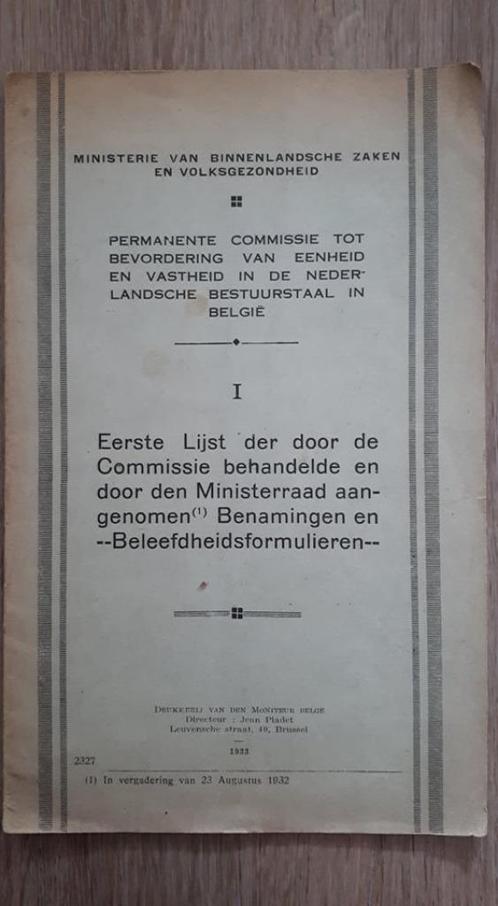 MINISTERIE VAN BINNENLANDSCHE ZAKEN
EN VOLKSGEZONDHEID
PERMANENTE COMMISSIE TOT
BEVORDERING VAN EENHEID
EN VASTHEID IN DE NEDER-
LANDSCHE BESTUURSTAAL IN
BELGIË
I
Eerste Lijst der door de
Commissie behandelde en
door den Ministerraad aan-
genomen(1) Benamingen en
--Beleefdheidsformulieren--
DRUKKERIJ VAN DEN MONITEUR BELGE
Directeur : Jean Pladet
Leuvensche straat, 40, Brussel
1933
2327
(1) In vergadering van 23 Augustus 1932